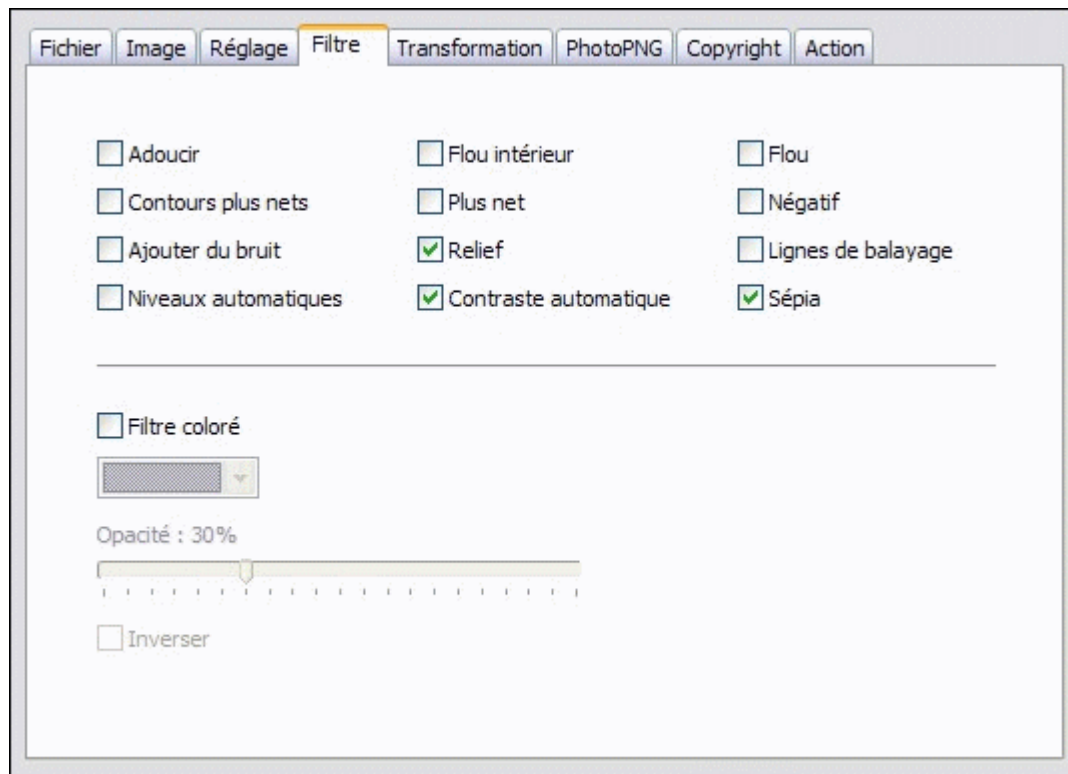 Fichier Image Réglage Filtre Transformation PhotoPNG Copyright Action
Adoucir Flou intérieur Flou
Contours plus nets Plus net Négatif
Ajouter du bruit Relief Lignes de balayage
Niveaux automatiques Contraste automatique Sépia
Filtre coloré
Opacité : 30%
Inverser